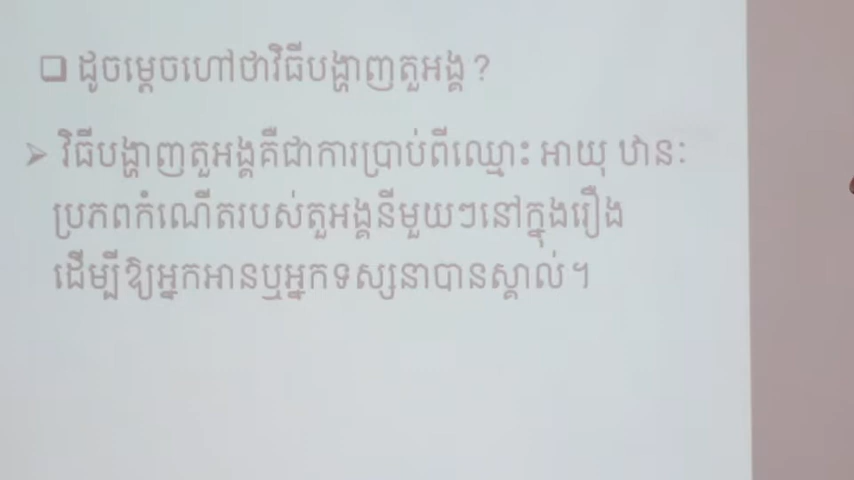 ❑ ដូចម្ដេចហៅថាវិធីបង្ហាញតួអង្គ ?
➢ វិធីបង្ហាញតួអង្គគឺជាការប្រាប់ពីឈ្មោះ អាយុ ឋានៈ
ប្រភពកំណើតរបស់តួអង្គនីមួយៗនៅក្នុងរឿង
ដើម្បីឱ្យអ្នកអានឬអ្នកទស្សនាបានស្គាល់។